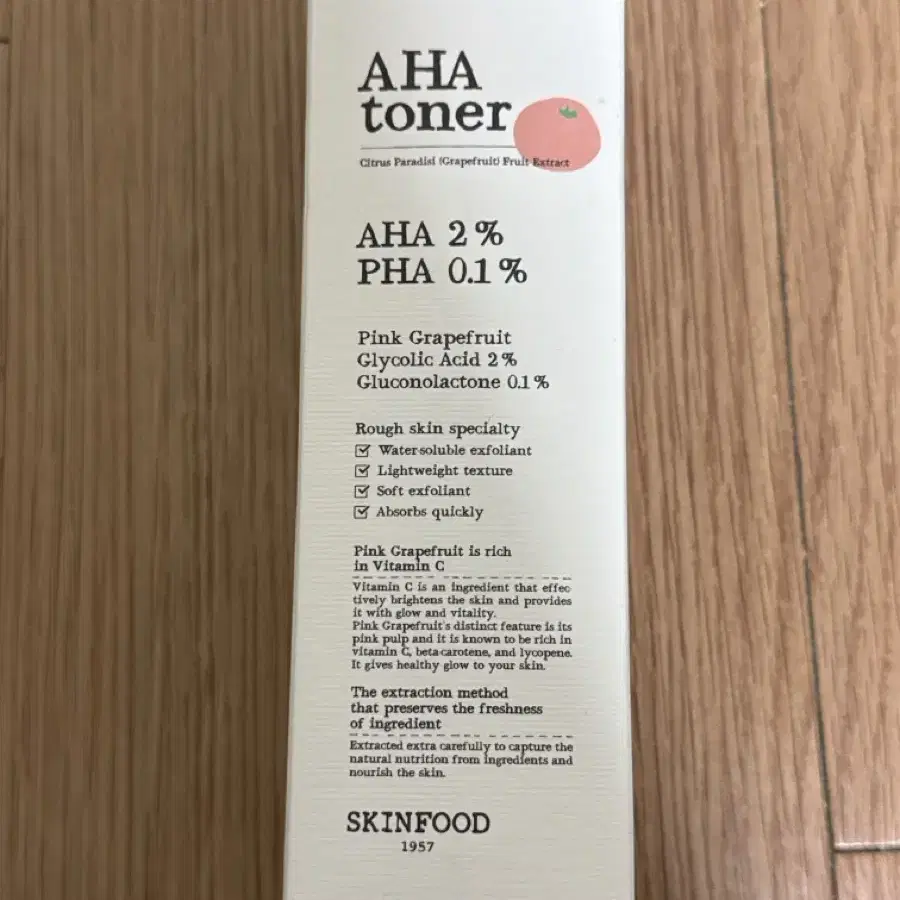 AHA
toner
Citrus Paradisi (Grapefruit) Fruit Extract
AHA 2%
PHA 0.1%
Pink Grapefruit
Glycolic Acid 2%
Gluconolactone 0.1%
Rough skin specialty
Water-soluble exfoliant
Lightweight texture
Soft exfoliant
Absorbs quickly
Pink Grapefruit is rich
in Vitamin C
Vitamin C is an ingredient that effec-
tively brightens the skin and provides
it with glow and vitality.
Pink Grapefruit's distinct feature is its
pink pulp and it is known to be rich in
vitamin C, beta-carotene, and lycopene.
It gives healthy glow to your skin.
The extraction method
that preserves the freshness
of ingredient
Extracted extra carefully to capture the
natural nutrition from ingredients and
nourish the skin.
SKINFOOD
1957